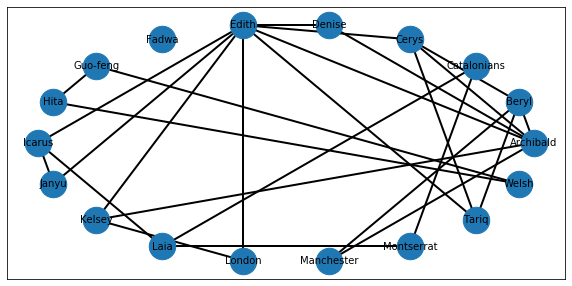 Edith
Denise
Fadwa
Cerys
Guo-feng
Catalonians
Hita
Beryl
Icarus
Archibald
Janyu
Welsh
Kelsey
Tariq
Laia
Montserrat
London
Manchester